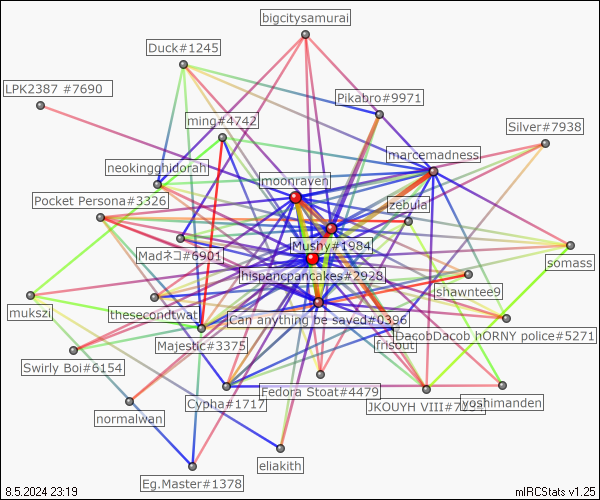 bigcitysamurai
Duck#1245
LPK2387 #7690
Pikabro#9971
ming#4742
Silver#7938
marcemadness
neokingghidorah
moonraven
Pocket Persona#3326
zebula
Mushy#1984
Madネコ#6901
somass
hispancpancakes#2928
shawntee9
mukszi
thesecondtwat
Can anything be saved#0396
DacobDacob hORNY police#5271
Majestic#3375
frisout
Swirly Boi#6154
Fedora Stoat#4479
Cypha#1717
JKOUYH VIII
yoshimanden
normalwan
eliakith
Eg.Master#1378
8.5.2024 23:19
mIRCStats v1.25